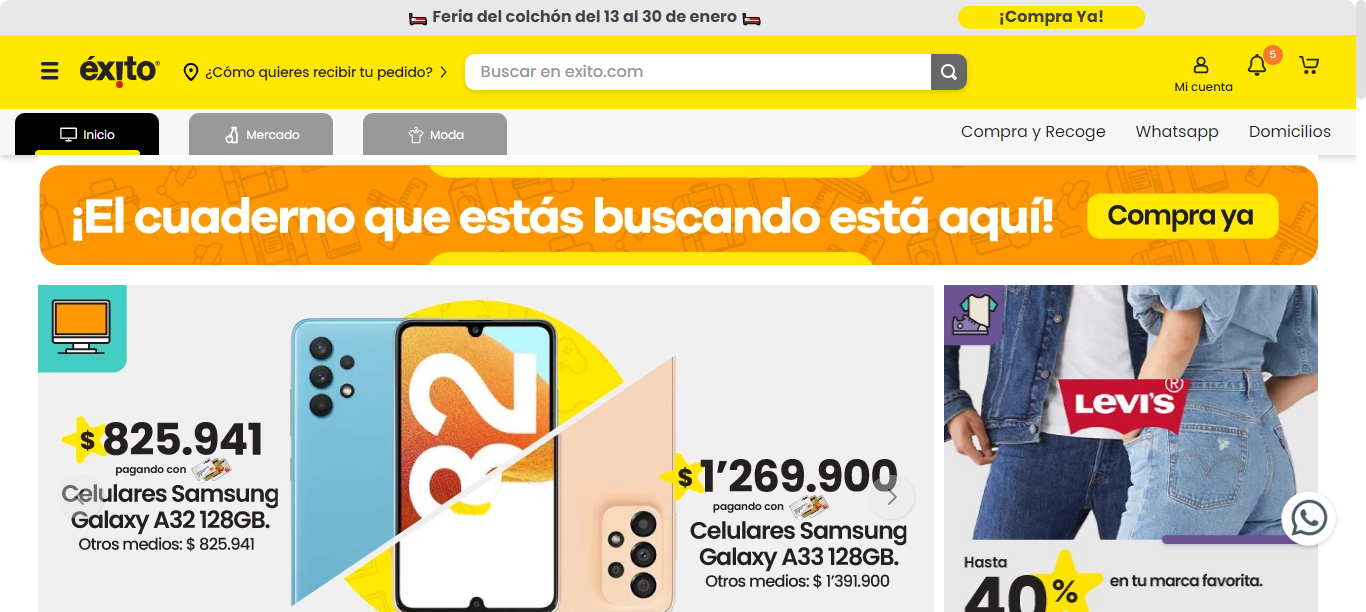 Feria del colchón del 13 al 30 de enero
¡Compra Ya!
éxito
¿Cómo quieres recibir tu pedido?
Buscar en exito.com
5
Mi cuenta
Inicio
Mercado
Moda
Compra y Recoge
Whatsapp
Domicilios
¡El cuaderno que estás buscando está aquí!
Compra ya
$825.941
pagando con
Celulares Samsung
Galaxy A32 128GB.
Otros medios: $ 825.941
$1’269.900
pagando con
Celulares Samsung
Galaxy A33 128GB.
Otros medios: $ 1’391.900
LEVI'S®
Hasta
40%
en tu marca favorita.